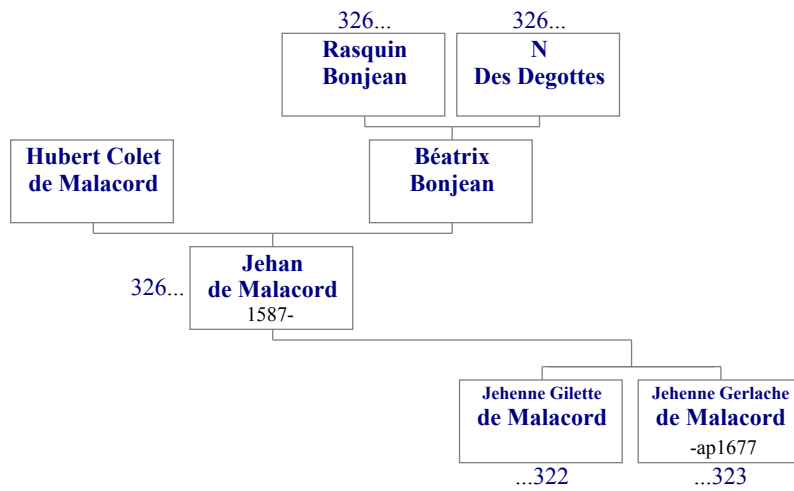 326...
326...
Rasquin
Bonjean
N
Des Degottes
Hubert Colet
de Malacord
Béatrix
Bonjean
326...
Jehan
de Malacord
1587-
Jehenne Gilette
de Malacord
Jehenne Gerlache
de Malacord
-ap1677
...322
...323